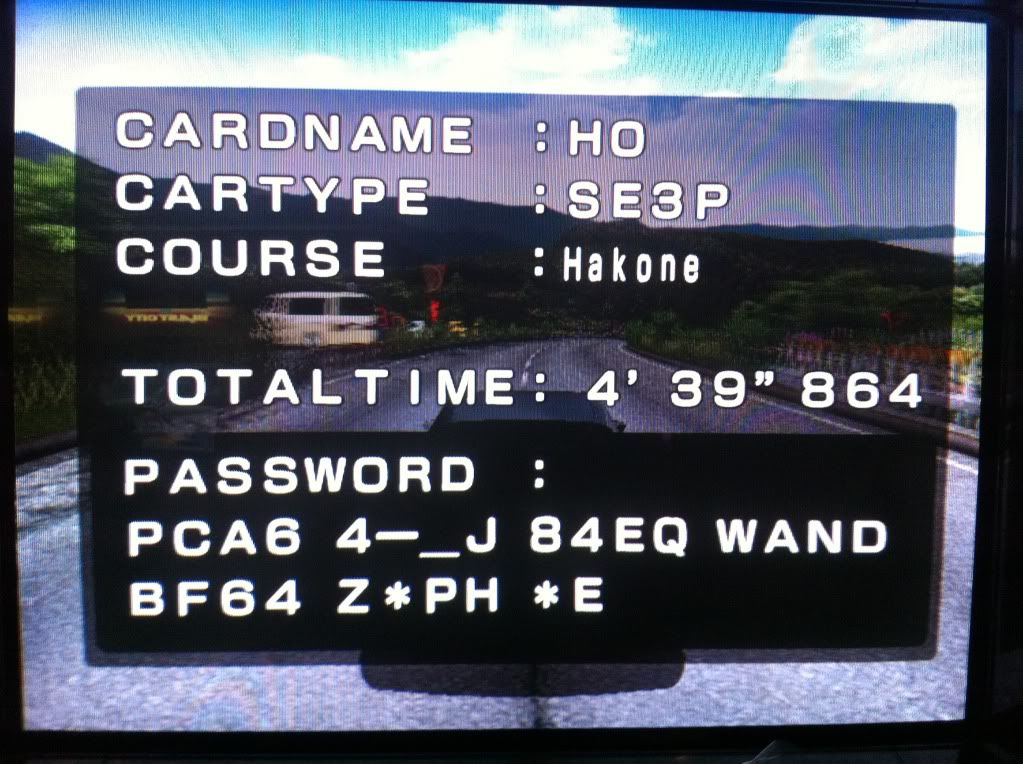 CARDNAME : HO
CARTYPE : SE3P
COURSE : Hakone
TOTALTIME: 4' 39” 864
PASSWORD :
PCA6 4—_J 84EQ WAND
BF64 Z*PH *E